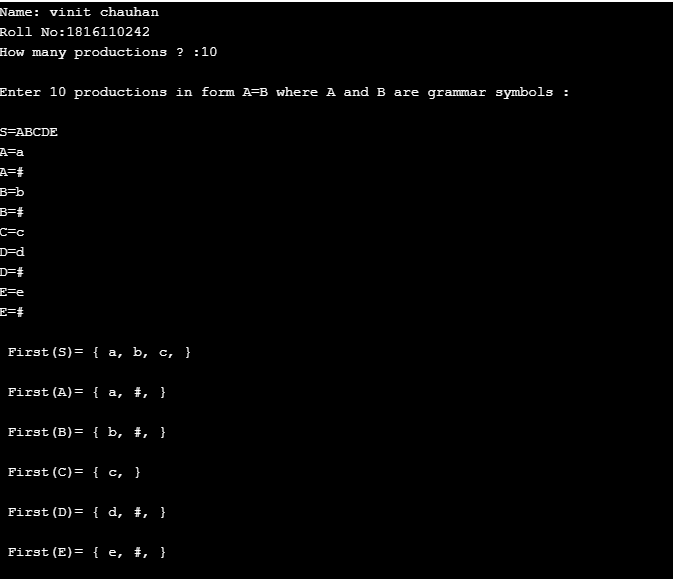 Name: vinit chauhan
Roll No:1816110242
How many productions ? :10
Enter 10 productions in form A=B where A and B are grammar symbols :
S=ABCDE
A=a
A=#
B=b
B=#
C=c
D=d
D=#
E=e
E=#
First(S)= { a, b, c, }
First(A)= { a, #, }
First(B)= { b, #, }
First(C)= { c, }
First(D)= { d, #, }
First(E)= { e, #, }